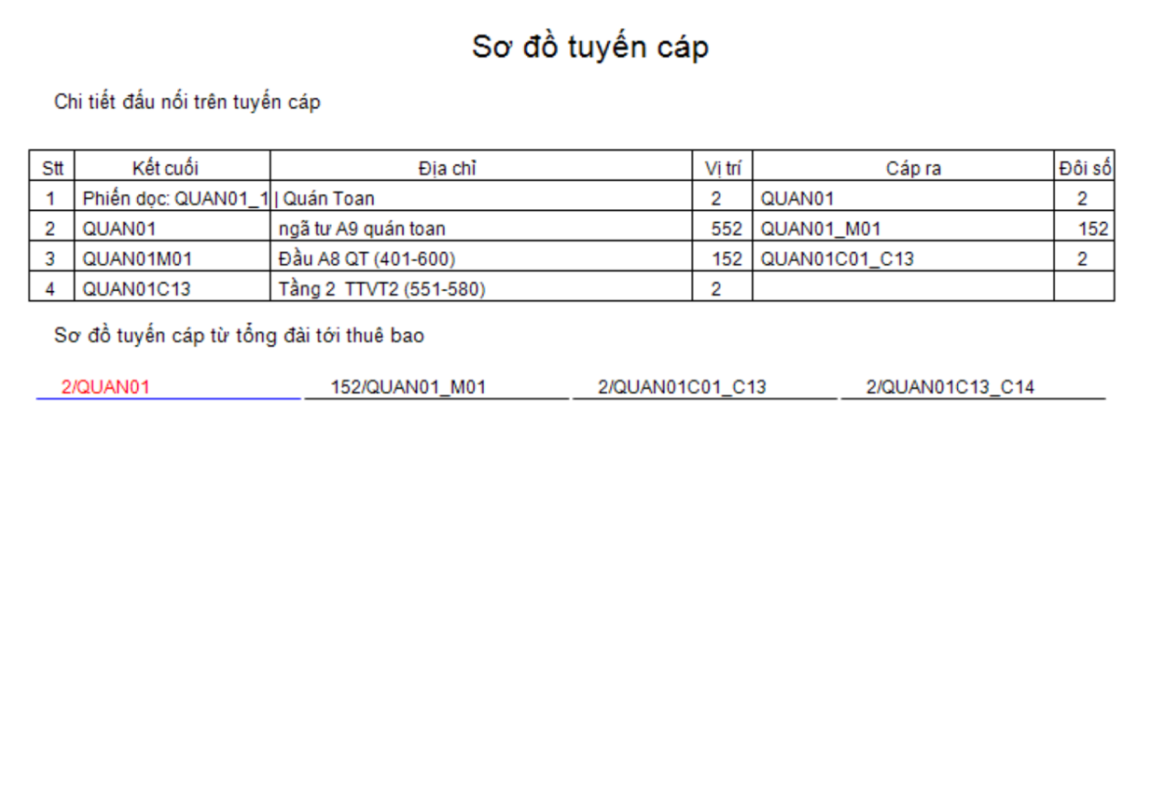 Sơ đồ tuyến cáp
Chi tiết đấu nối trên tuyến cáp
Stt Kết cuối Địa chỉ Vị trí Cáp ra Đôi số
1 Phiến dọc: QUAN01_1 | Quán Toan 2 QUAN01 2
2 QUAN01 ngã tư A9 quán toan 552 QUAN01_M01 152
3 QUAN01M01 Đầu A8 QT (401-600) 152 QUAN01C01_C13 2
4 QUAN01C13 Tầng 2 TTVT2 (551-580) 2
Sơ đồ tuyến cáp từ tổng đài tới thuê bao
2/QUAN01 152/QUAN01_M01 2/QUAN01C01_C13 2/QUAN01C13_C14